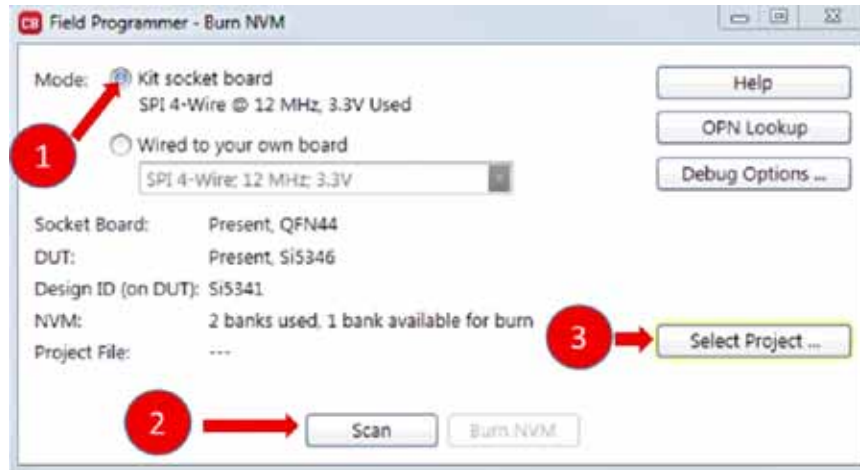 CB Field Programmer - Burn NVM
Mode: Kit socket board
SPI 4-Wire @ 12 MHz, 3.3V Used
Wired to your own board
SPI 4-Wire; 12 MHz; 3.3V
Help
OPN Lookup
Debug Options ...
1
Socket Board: Present, QFN44
DUT: Present, Si5346
Design ID (on DUT): Si5341
NVM: 2 banks used, 1 bank available for burn
Project File: ---
3
Select Project ...
2
Scan
Burn NVM